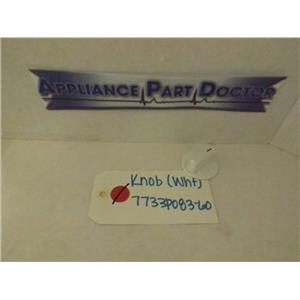 APPLIANCE PART DOCTOR
Knob (Wht)
7733P083-60